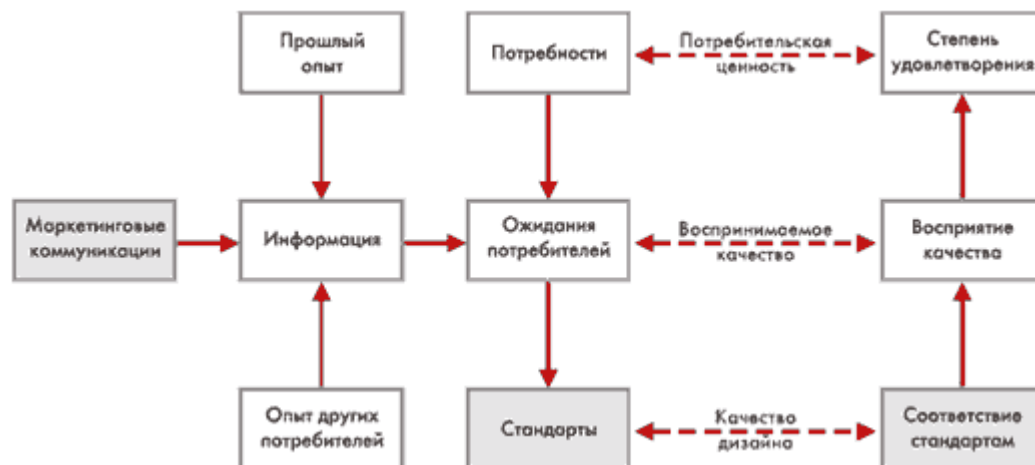 Прошлый
опыт
Потребности
Потребительская
ценность
Степень
удовлетворения
Маркетинговые
коммуникации
Информация
Ожидания
потребителей
Воспринимаемое
качество
Восприятие
качества
Опыт других
потребителей
Стандарты
Качество
дизайна
Соответствие
стандартам